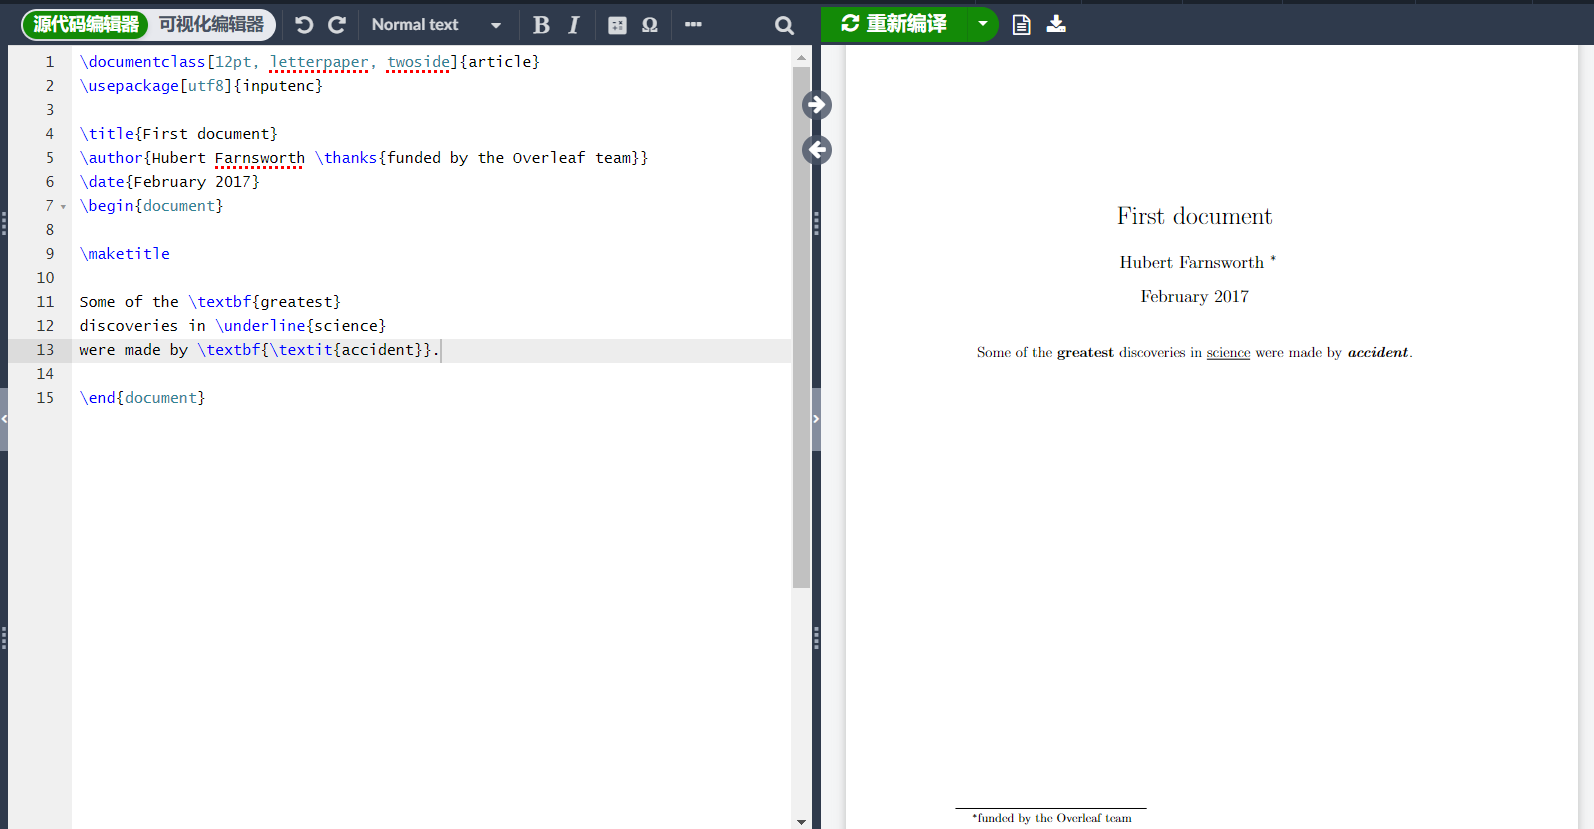 源代码编辑器 可视化编辑器 Normal text B I Ω 重新编译
1 \documentclass[12pt, letterpaper, twoside]{article}
2 \usepackage[utf8]{inputenc}
3
4 \title{First document}
5 \author{Hubert Farnsworth \thanks{funded by the Overleaf team}}
6 \date{February 2017}
7 \begin{document}
8
9 \maketitle
10
11 Some of the \textbf{greatest}
12 discoveries in \underline{science}
13 were made by \textbf{\textit{accident}}.
14
15 \end{document}
First document
Hubert Farnsworth *
February 2017
Some of the greatest discoveries in science were made by accident.
*funded by the Overleaf team